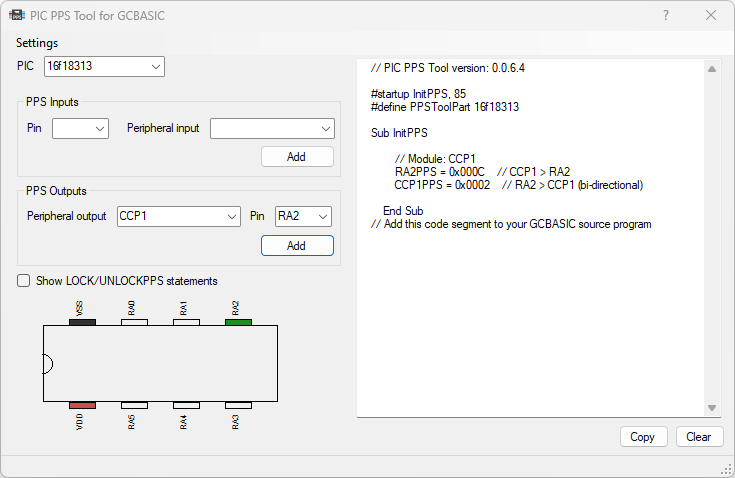 PIC PPS Tool for GCBASIC
Settings
PIC 16f18313
PPS Inputs
Pin Peripheral input
Add
PPS Outputs
Peripheral output CCP1 Pin RA2
Add
Show LOCK/UNLOCKPPS statements
VSS RA0 RA1 RA2
VDD RA5 RA4 RA3
// PIC PPS Tool version: 0.0.6.4
#startup InitPPS, 85
#define PPSToolPart 16f18313
Sub InitPPS
// Module: CCP1
RA2PPS = 0x000C // CCP1 > RA2
CCP1PPS = 0x0002 // RA2 > CCP1 (bi-directional)
End Sub
// Add this code segment to your GCBASIC source program
Copy Clear